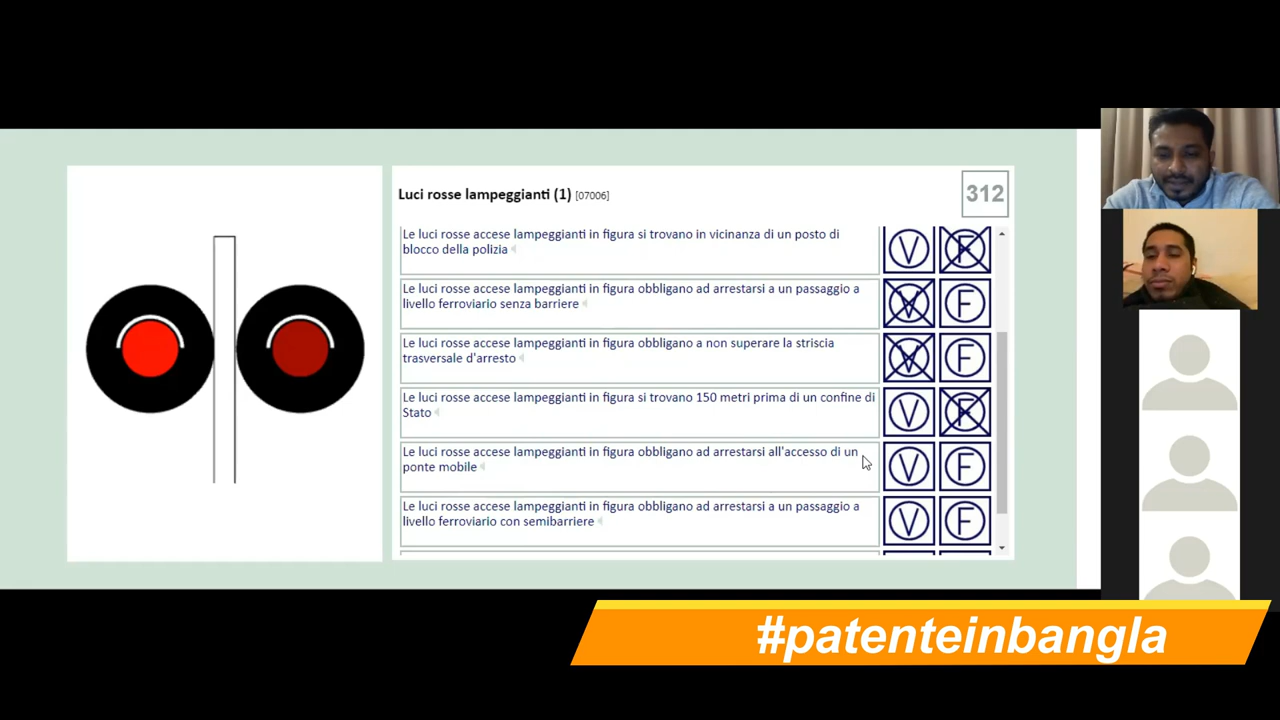 Luci rosse lampeggianti (1) [07006]
312
Le luci rosse accese lampeggianti in figura si trovano in vicinanza di un posto di
blocco della polizia
V F
Le luci rosse accese lampeggianti in figura obbligano ad arrestarsi a un passaggio a
livello ferroviario senza barriere
V F
Le luci rosse accese lampeggianti in figura obbligano a non superare la striscia
trasversale d'arresto
V F
Le luci rosse accese lampeggianti in figura si trovano 150 metri prima di un confine di
Stato
V F
Le luci rosse accese lampeggianti in figura obbligano ad arrestarsi all'accesso di un
ponte mobile
V F
Le luci rosse accese lampeggianti in figura obbligano ad arrestarsi a un passaggio a
livello ferroviario con semibarriere
V F
#patenteinbangla